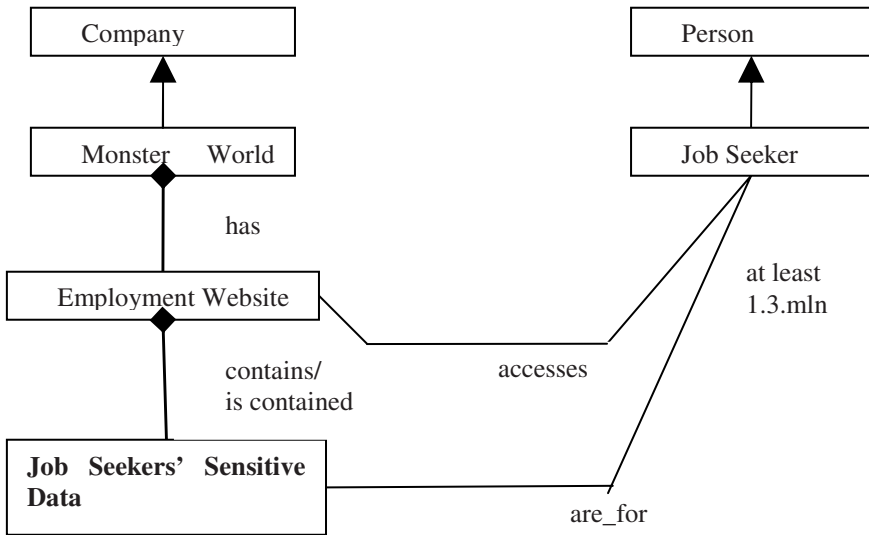 Company
Person
Monster World
Job Seeker
has
Employment Website
at least
1.3.mln
contains/
is contained
accesses
Job Seekers’ Sensitive
Data
are_for